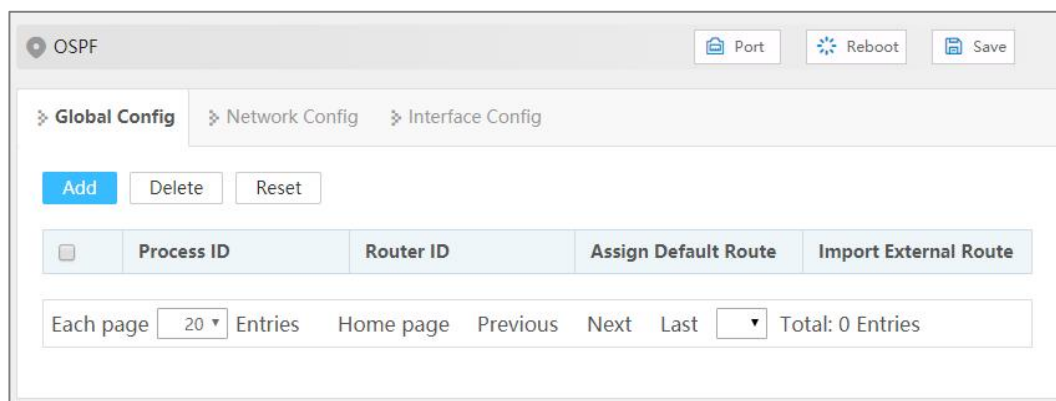 OSPF Port Reboot Save
Global Config Network Config Interface Config
Add Delete Reset
Process ID Router ID Assign Default Route Import External Route
Each page 20 Entries Home page Previous Next Last Total: 0 Entries